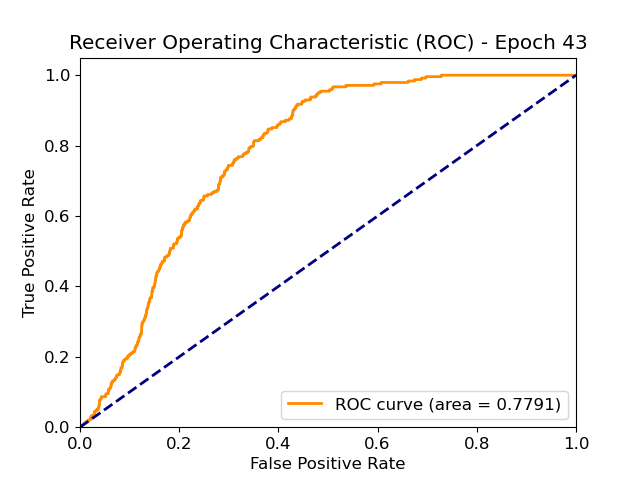 Receiver Operating Characteristic (ROC) - Epoch 43
True Positive Rate
1.0
0.8
0.6
0.4
0.2
0.0
ROC curve (area = 0.7791)
0.0 0.2 0.4 0.6 0.8 1.0
False Positive Rate